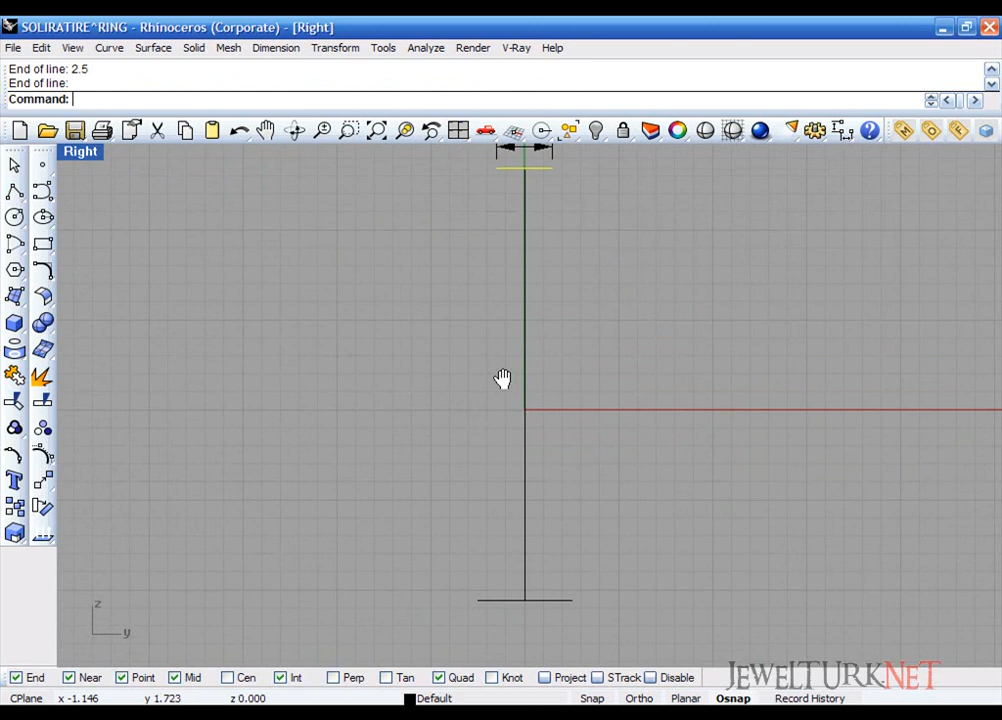 SOLIRATIRE^RING - Rhinoceros (Corporate) - [Right]
File Edit View Curve Surface Solid Mesh Dimension Transform Tools Analyze Render V-Ray Help
End of line: 2.5
End of line:
Command:
Right
z
y
End Near Point Mid Cen Int Perp Tan Quad Knot Project STrack Disable
JEWELTURK.NET
CPlane x -1.146 y 1.723 z 0.000 Default Snap Ortho Planar Osnap Record History